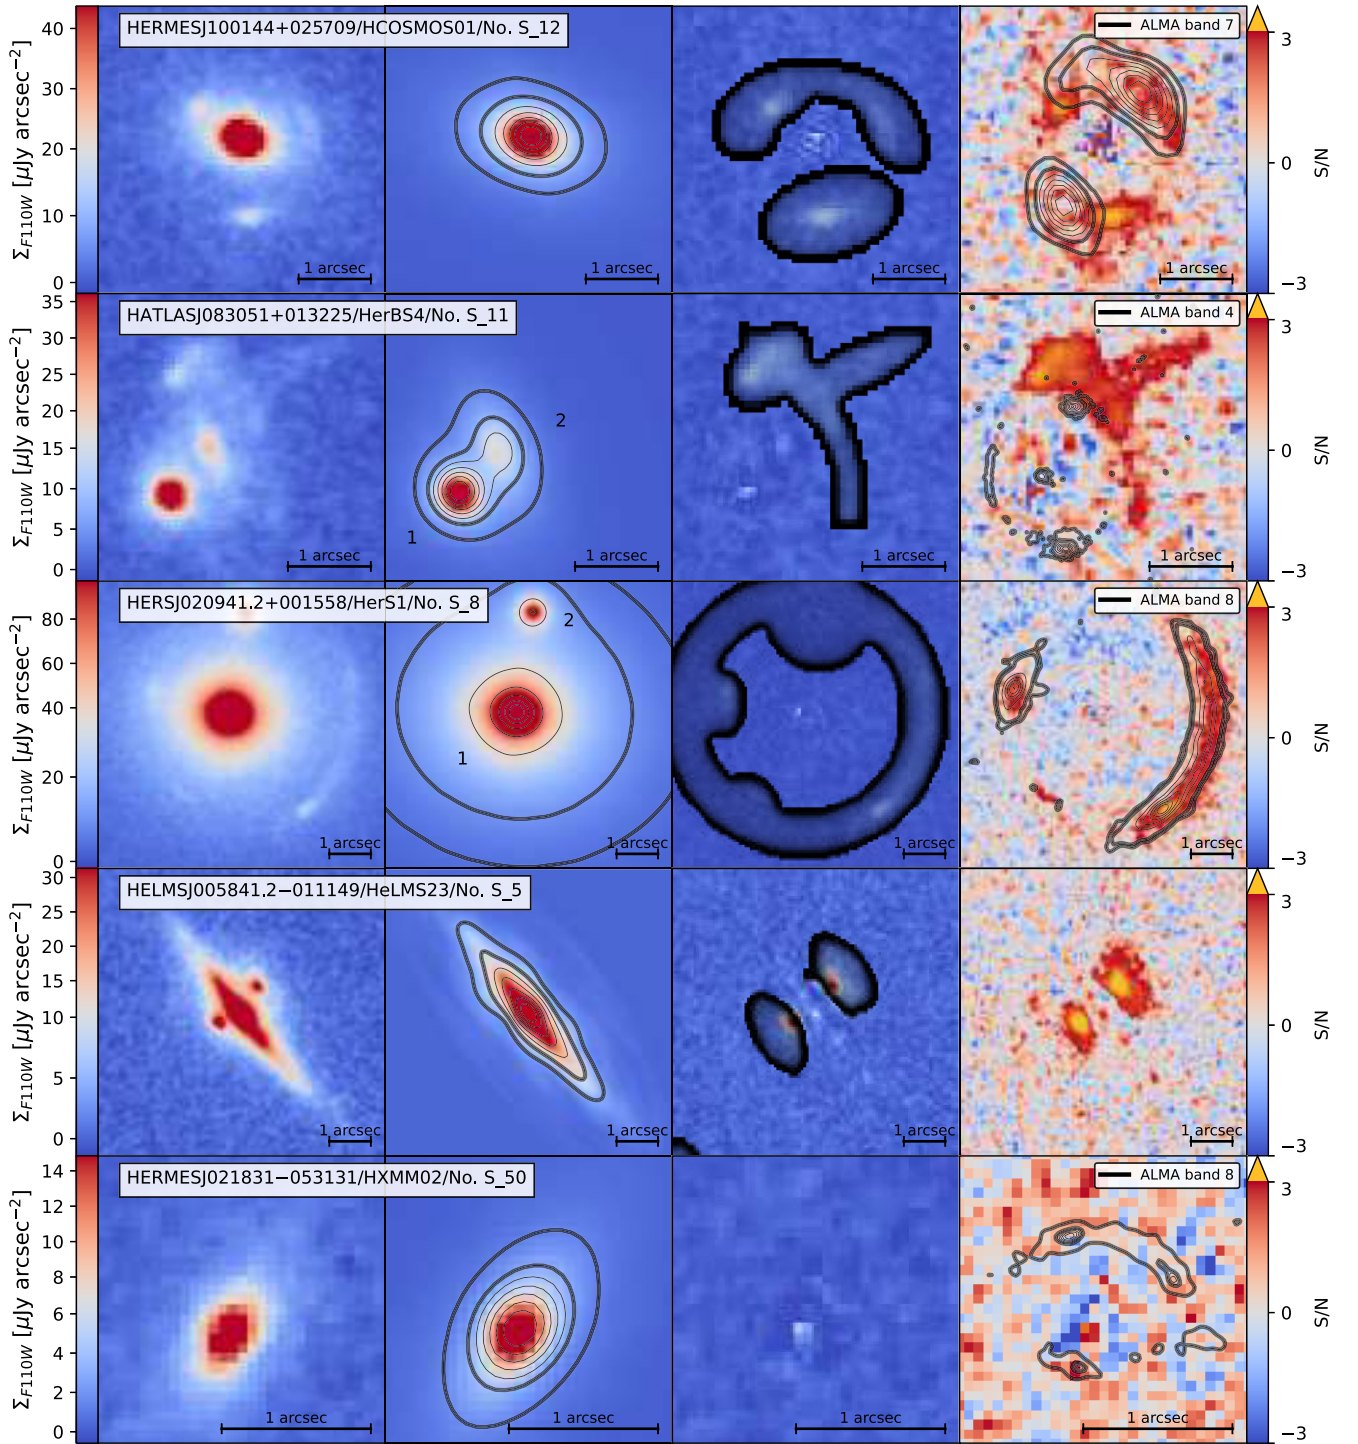 HERMESJ100144+025709/HCOSMOS01/No. S_12
ALMA band 7
40
30
20
10
0
Σ_F110W [μJy arcsec⁻²]
1 arcsec
1 arcsec
1 arcsec
1 arcsec
3
0
−3
S/N
HATLASJ083051+013225/HerBS4/No. S_11
ALMA band 4
35
30
25
20
15
10
5
0
Σ_F110W [μJy arcsec⁻²]
2
1
1 arcsec
1 arcsec
1 arcsec
1 arcsec
3
0
−3
S/N
HERSJ020941.2+001558/HerS1/No. S_8
ALMA band 8
80
60
40
20
0
Σ_F110W [μJy arcsec⁻²]
2
1
1 arcsec
1 arcsec
1 arcsec
1 arcsec
3
0
−3
S/N
HELMSJ005841.2−011149/HeLMS23/No. S_5
30
25
20
15
10
5
0
Σ_F110W [μJy arcsec⁻²]
1 arcsec
1 arcsec
1 arcsec
1 arcsec
3
0
−3
S/N
HERMESJ021831−053131/HXMM02/No. S_50
ALMA band 8
14
12
10
8
6
4
2
0
Σ_F110W [μJy arcsec⁻²]
1 arcsec
1 arcsec
1 arcsec
1 arcsec
3
0
−3
S/N